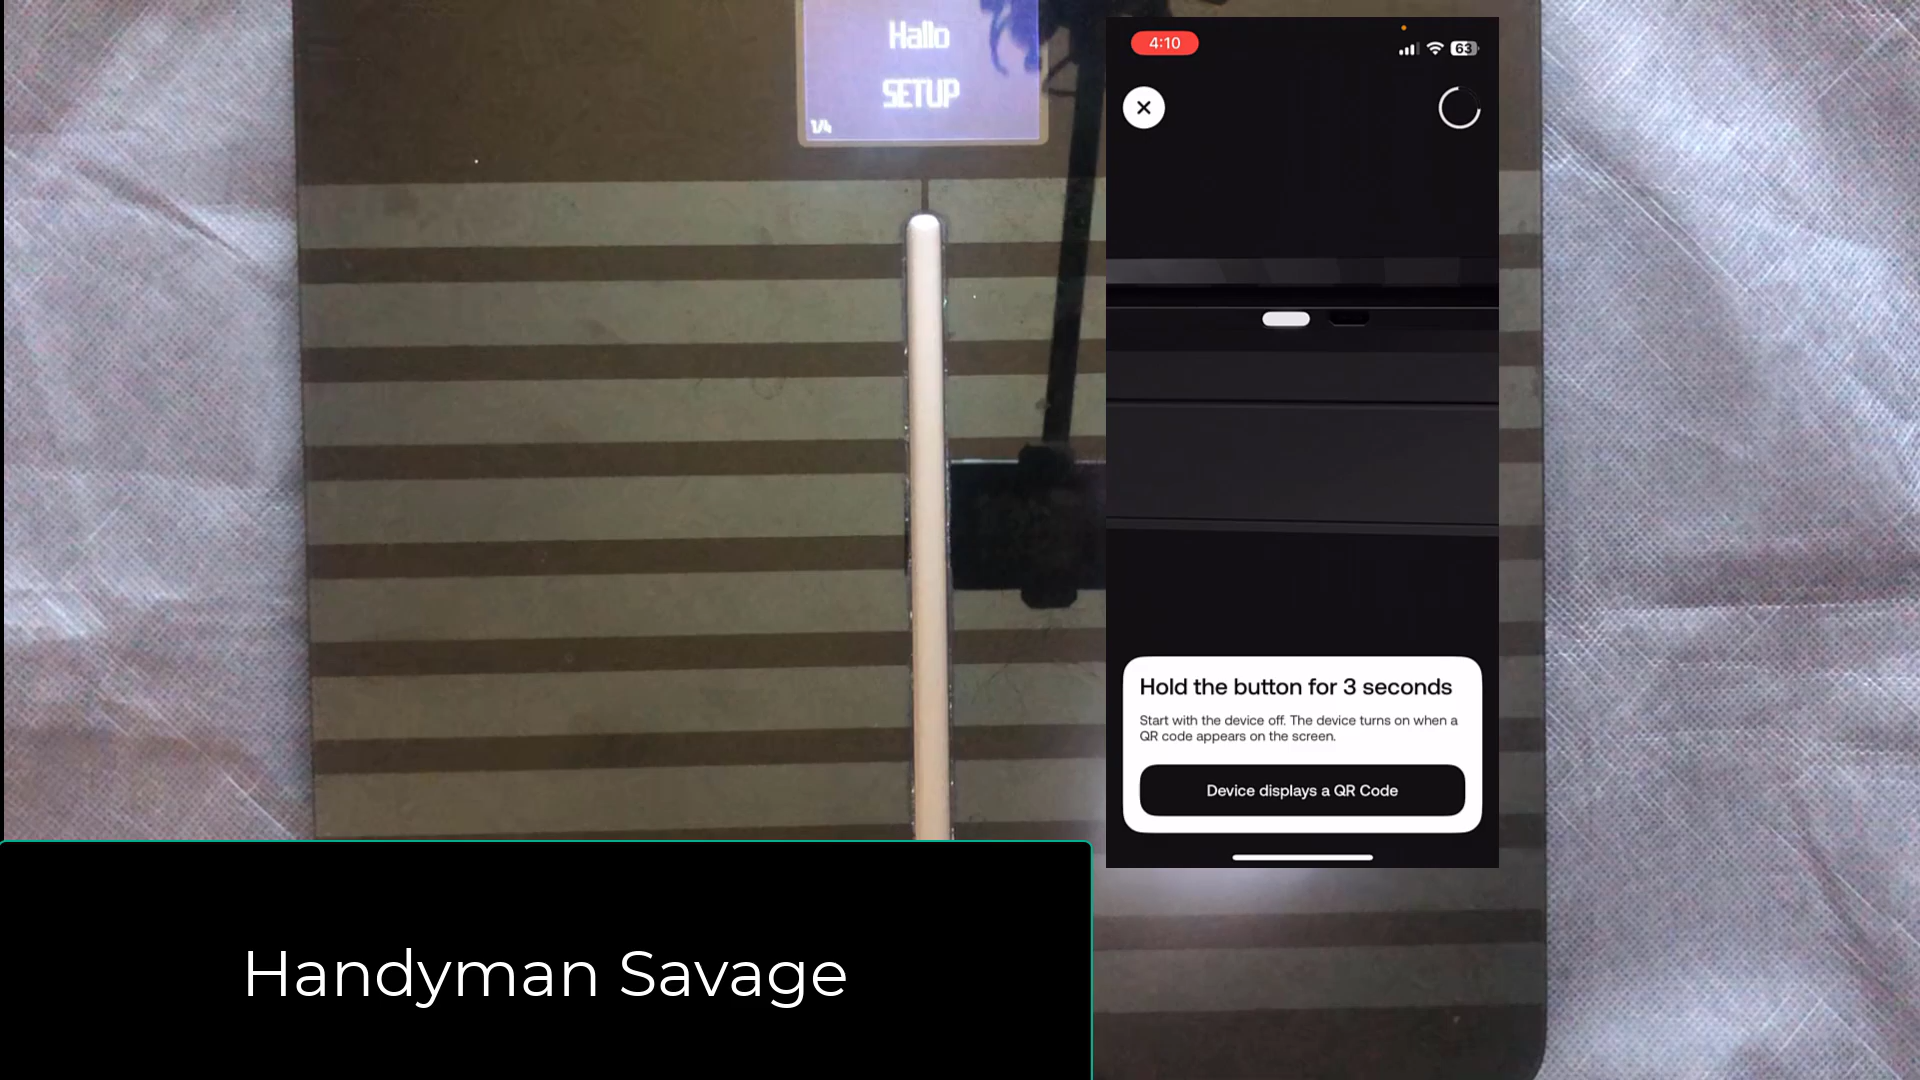 Hallo
SETUP
1/4
4:10
63
Hold the button for 3 seconds
Start with the device off. The device turns on when a
QR code appears on the screen.
Device displays a QR Code
Handyman Savage